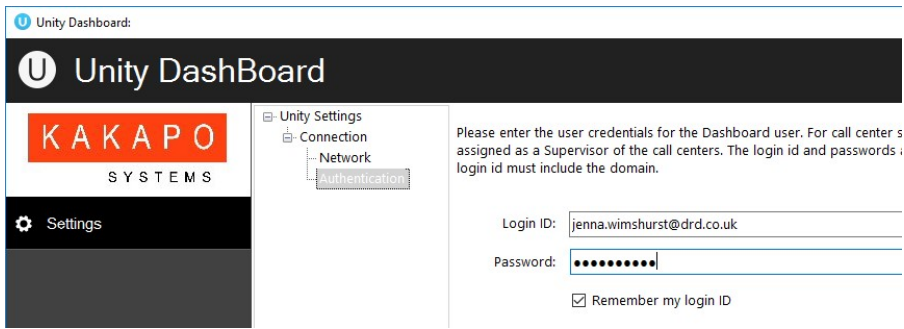 Unity Dashboard:
U Unity DashBoard
KAKAPO
SYSTEMS
Settings
Unity Settings
Connection
Network
Authentication
Please enter the user credentials for the Dashboard user. For call center s
assigned as a Supervisor of the call centers. The login id and passwords a
login id must include the domain.
Login ID: jenna.wimshurst@drd.co.uk
Password: ●●●●●●●●●●
Remember my login ID